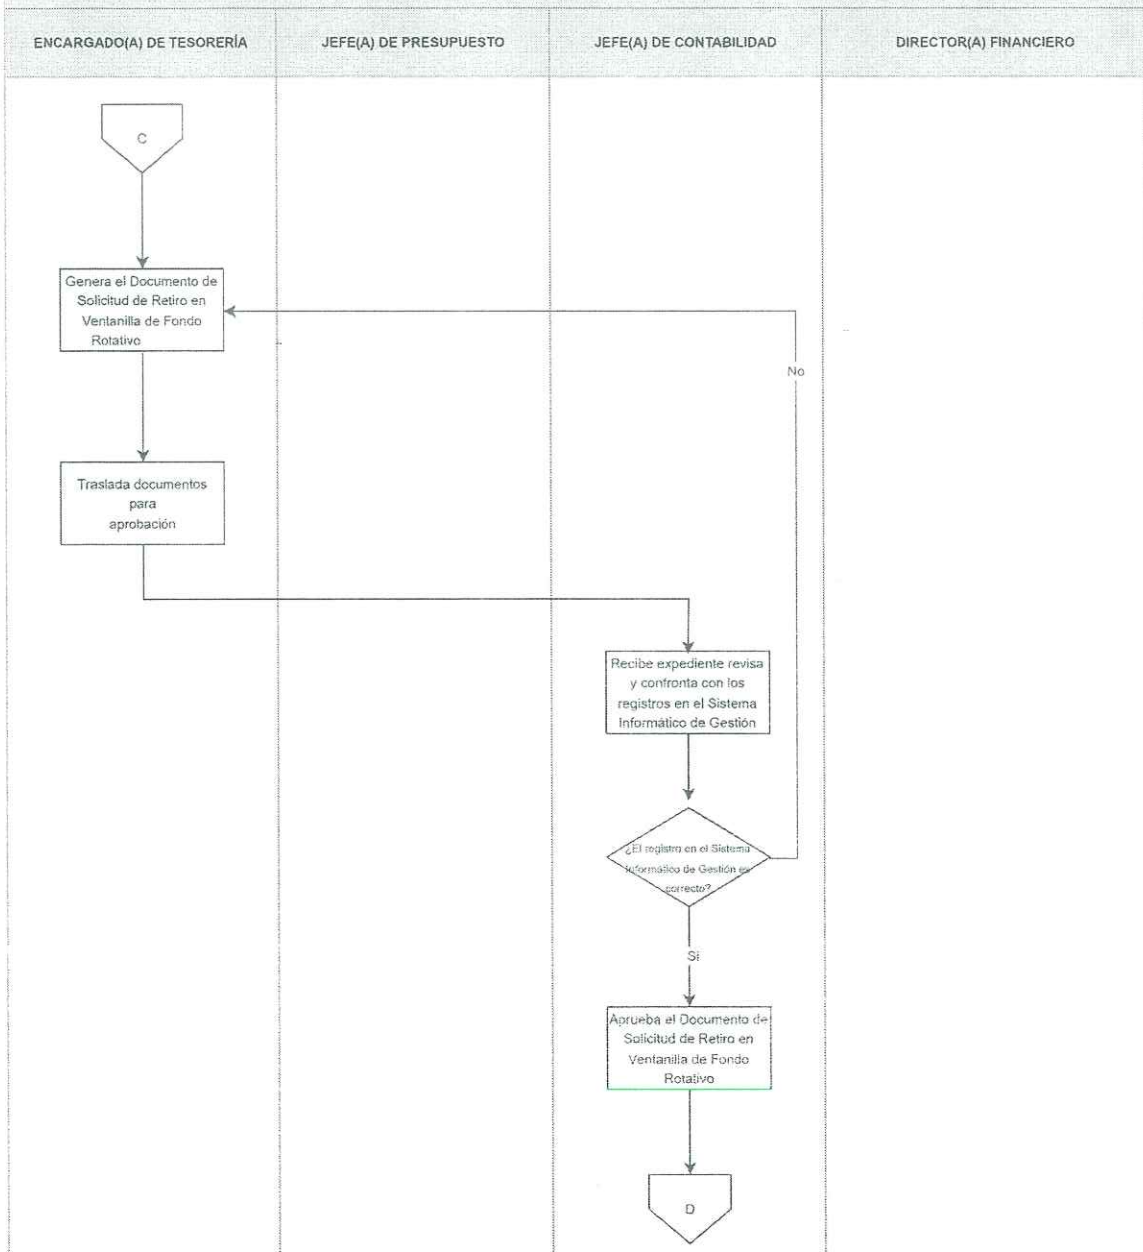 ENCARGADO(A) DE TESORERÍA
JEFE(A) DE PRESUPUESTO
JEFE(A) DE CONTABILIDAD
DIRECTOR(A) FINANCIERO
C
Genera el Documento de
Solicitud de Retiro en
Ventanilla de Fondo
Rotativo
No
Traslada documentos
para
aprobación
Recibe expediente revisa
y confronta con los
registros en el Sistema
Informático de Gestión
¿El registro en el Sistema
Informático de Gestión es
correcto?
Si
Aprueba el Documento de
Solicitud de Retiro en
Ventanilla de Fondo
Rotativo
D